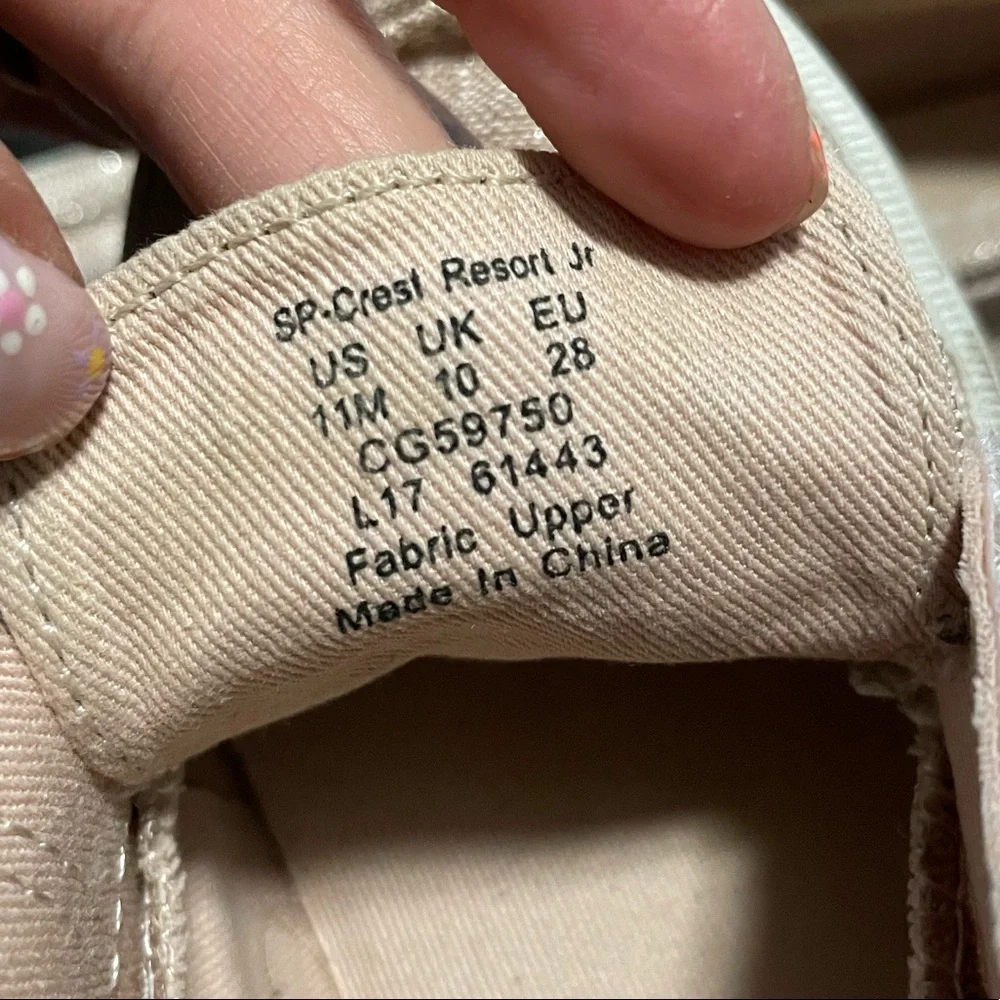 SP-Crest Resort Jr
US UK EU
11M 10 28
CG59750
L17 61443
Fabric Upper
Made In China